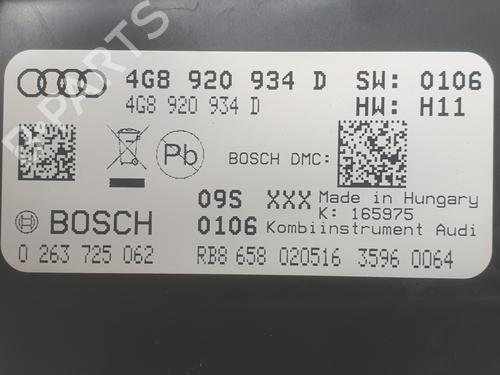 4G8 920 934 D SW: 0106
4G8 920 934 D HW: H11
Pb
BOSCH DMC:
09S XXX Made in Hungary
K: 165975
BOSCH 0106 Kombiinstrument Audi
0 263 725 062 RB8 658 020516 3596 0064
B-PARTS